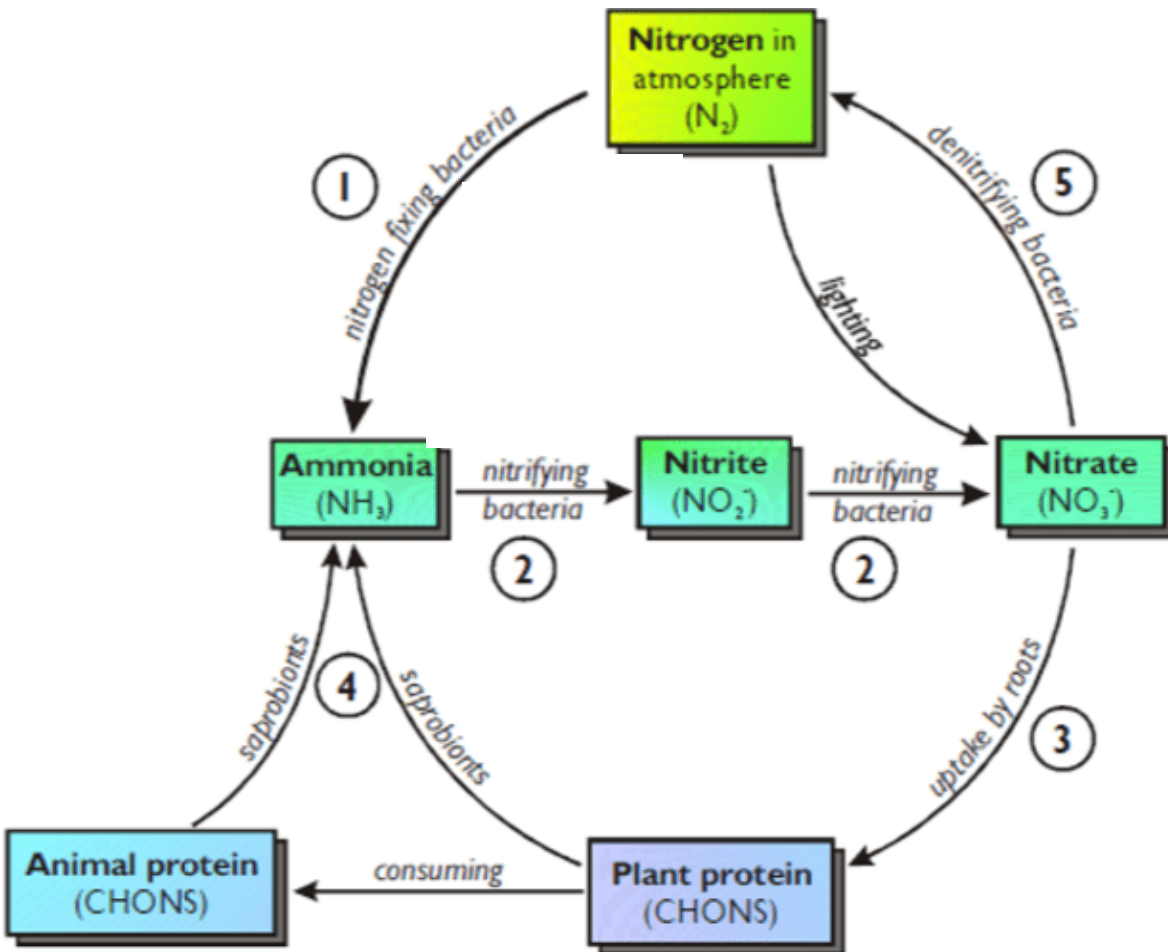 Nitrogen in
atmosphere
(N₂)
1
nitrogen fixing bacteria
denitrifying bacteria
5
lighting
Ammonia
(NH₃)
nitrifying
bacteria
2
Nitrite
(NO₂⁻)
nitrifying
bacteria
2
Nitrate
(NO₃⁻)
saprobionts
4
saprobionts
uptake by roots
3
Animal protein
(CHONS)
consuming
Plant protein
(CHONS)